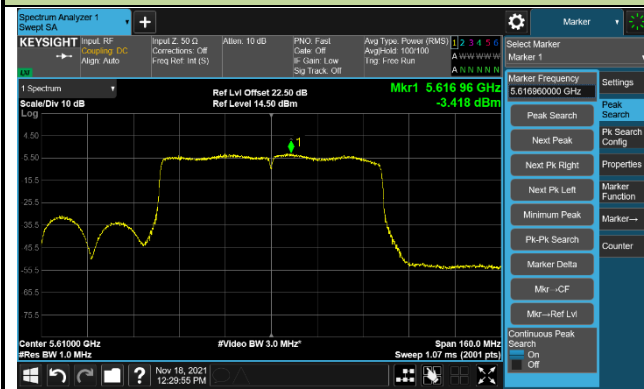 Spectrum Analyzer 1
Swept SA
Marker
KEYSIGHT
Input: RF
Coupling: DC
Align: Auto
Input Z: 50 Ω
Corrections: Off
Freq Ref: Int (S)
Atten: 10 dB
PNO: Fast
Gate: Off
IF Gain: Low
Sig Track: Off
Avg Type: Power (RMS)
Avg|Hold: 100/100
Trig: Free Run
1 2 3 4 5 6
A W W W W W
A N N N N N
LW
Select Marker
Marker 1
1 Spectrum
Scale/Div 10 dB
Log
Ref Lvl Offset 22.50 dB
Ref Level 14.50 dBm
Mkr1 5.616 96 GHz
-3.418 dBm
Marker Frequency
5.616960000 GHz
Settings
Peak Search
Next Peak
Next Pk Right
Next Pk Left
Minimum Peak
Pk-Pk Search
Marker Delta
Mkr→CF
Mkr→Ref Lvl
Continuous Peak
Search
On
Off
Peak
Search
Pk Search
Config
Properties
Marker
Function
Marker→
Counter
1
4.50
-5.50
-15.5
-25.5
-35.5
-45.5
-55.5
-65.5
-75.5
Center 5.61000 GHz
#Res BW 1.0 MHz
#Video BW 3.0 MHz*
Span 160.0 MHz
Sweep 1.07 ms (2001 pts)
?
Nov 18, 2021
12:29:55 PM